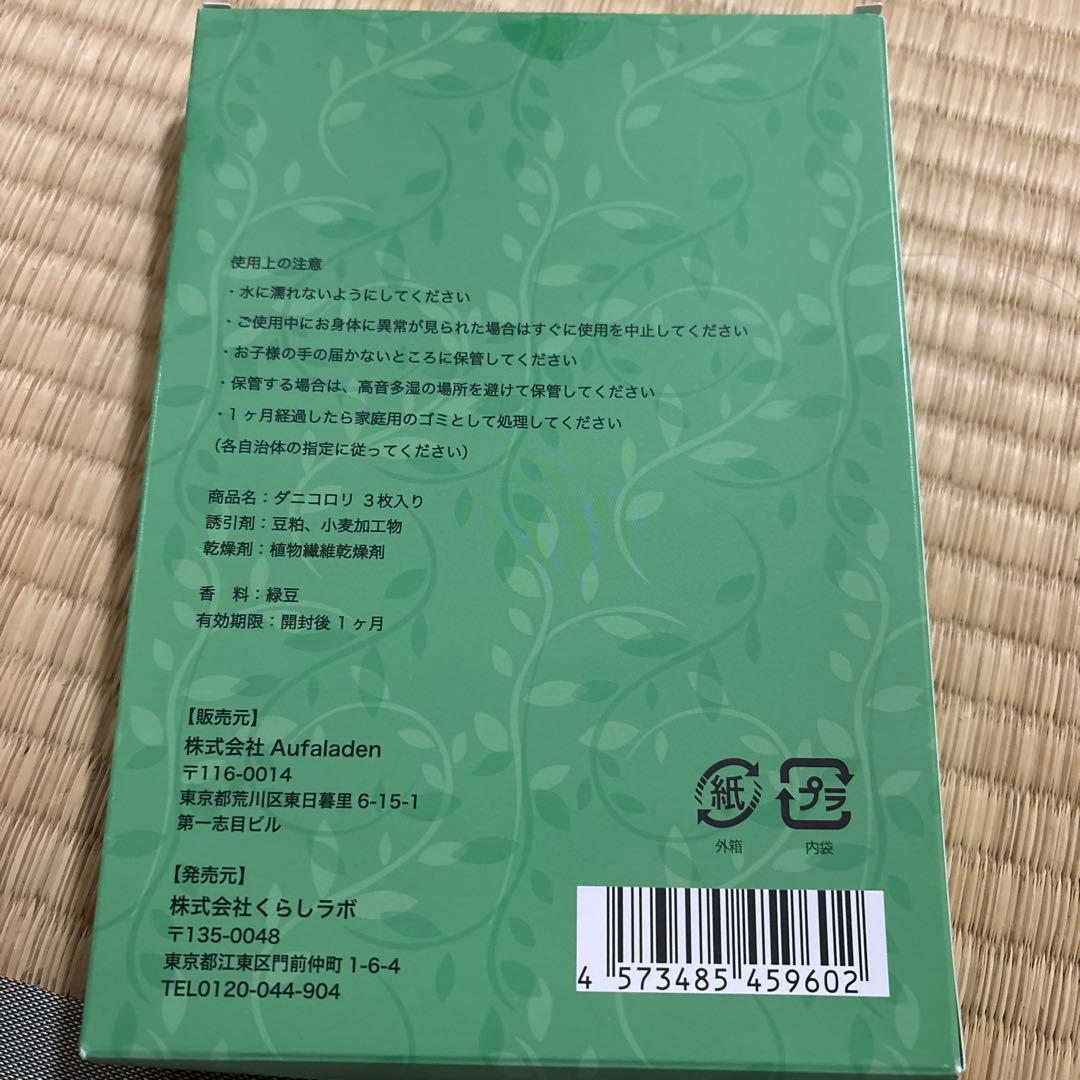 使用上の注意
・水に濡れないようにしてください
・ご使用中にお身体に異常が見られた場合はすぐに使用を中止してください
・お子様の手の届かないところに保管してください
・保管する場合は、高音多湿の場所を避けて保管してください
・1ヶ月経過したら家庭用のゴミとして処理してください
（各自治体の指定に従ってください）
商品名：ダニコロリ 3枚入り
誘引剤：豆粕、小麦加工物
乾燥剤：植物繊維乾燥剤
香　料：緑豆
有効期限：開封後1ヶ月
【販売元】
株式会社 Aufaladen
〒116-0014
東京都荒川区東日暮里 6-15-1
第一志目ビル
【発売元】
株式会社くらしラボ
〒135-0048
東京都江東区門前仲町 1-6-4
TEL0120-044-904
紙 プラ
外箱 内袋
4 573485 459602